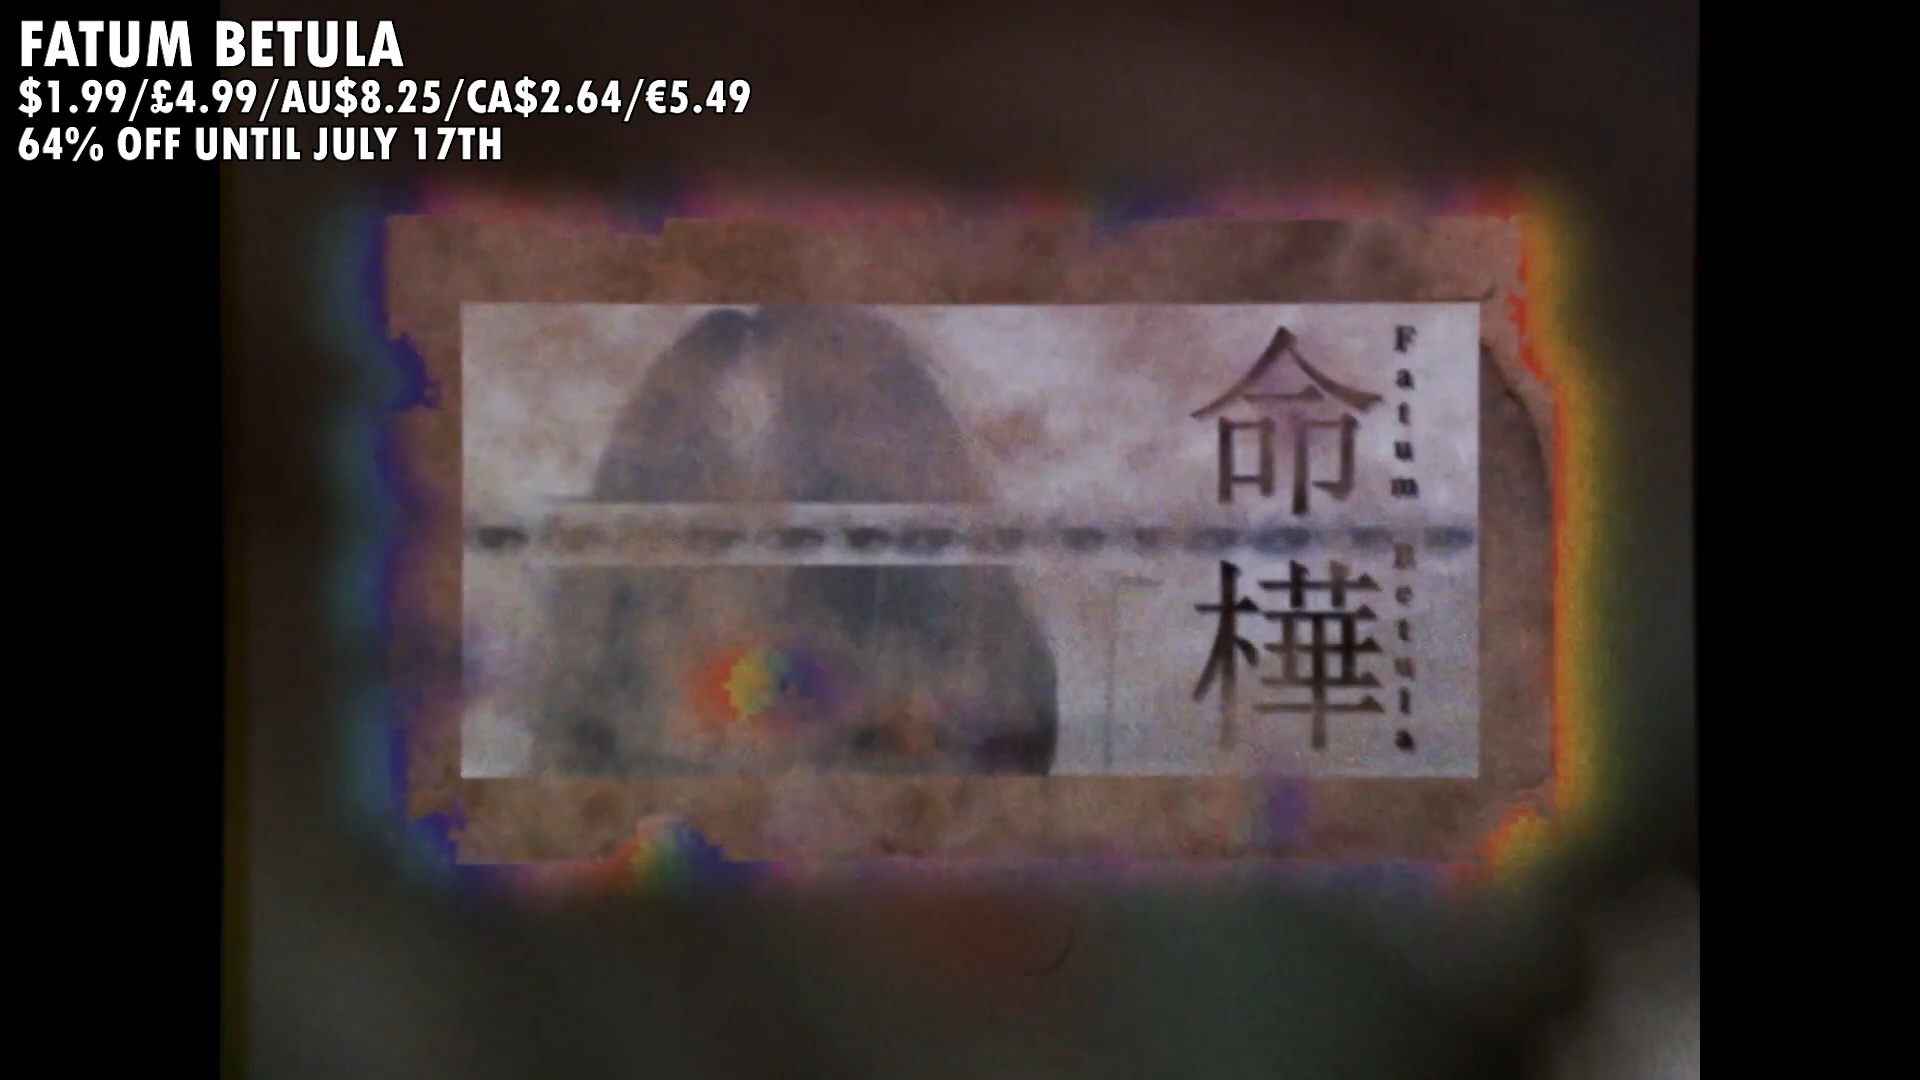 FATUM BETULA
$1.99/£4.99/AU$8.25/CA$2.64/€5.49
64% OFF UNTIL JULY 17TH
命樺
Fatum Betula